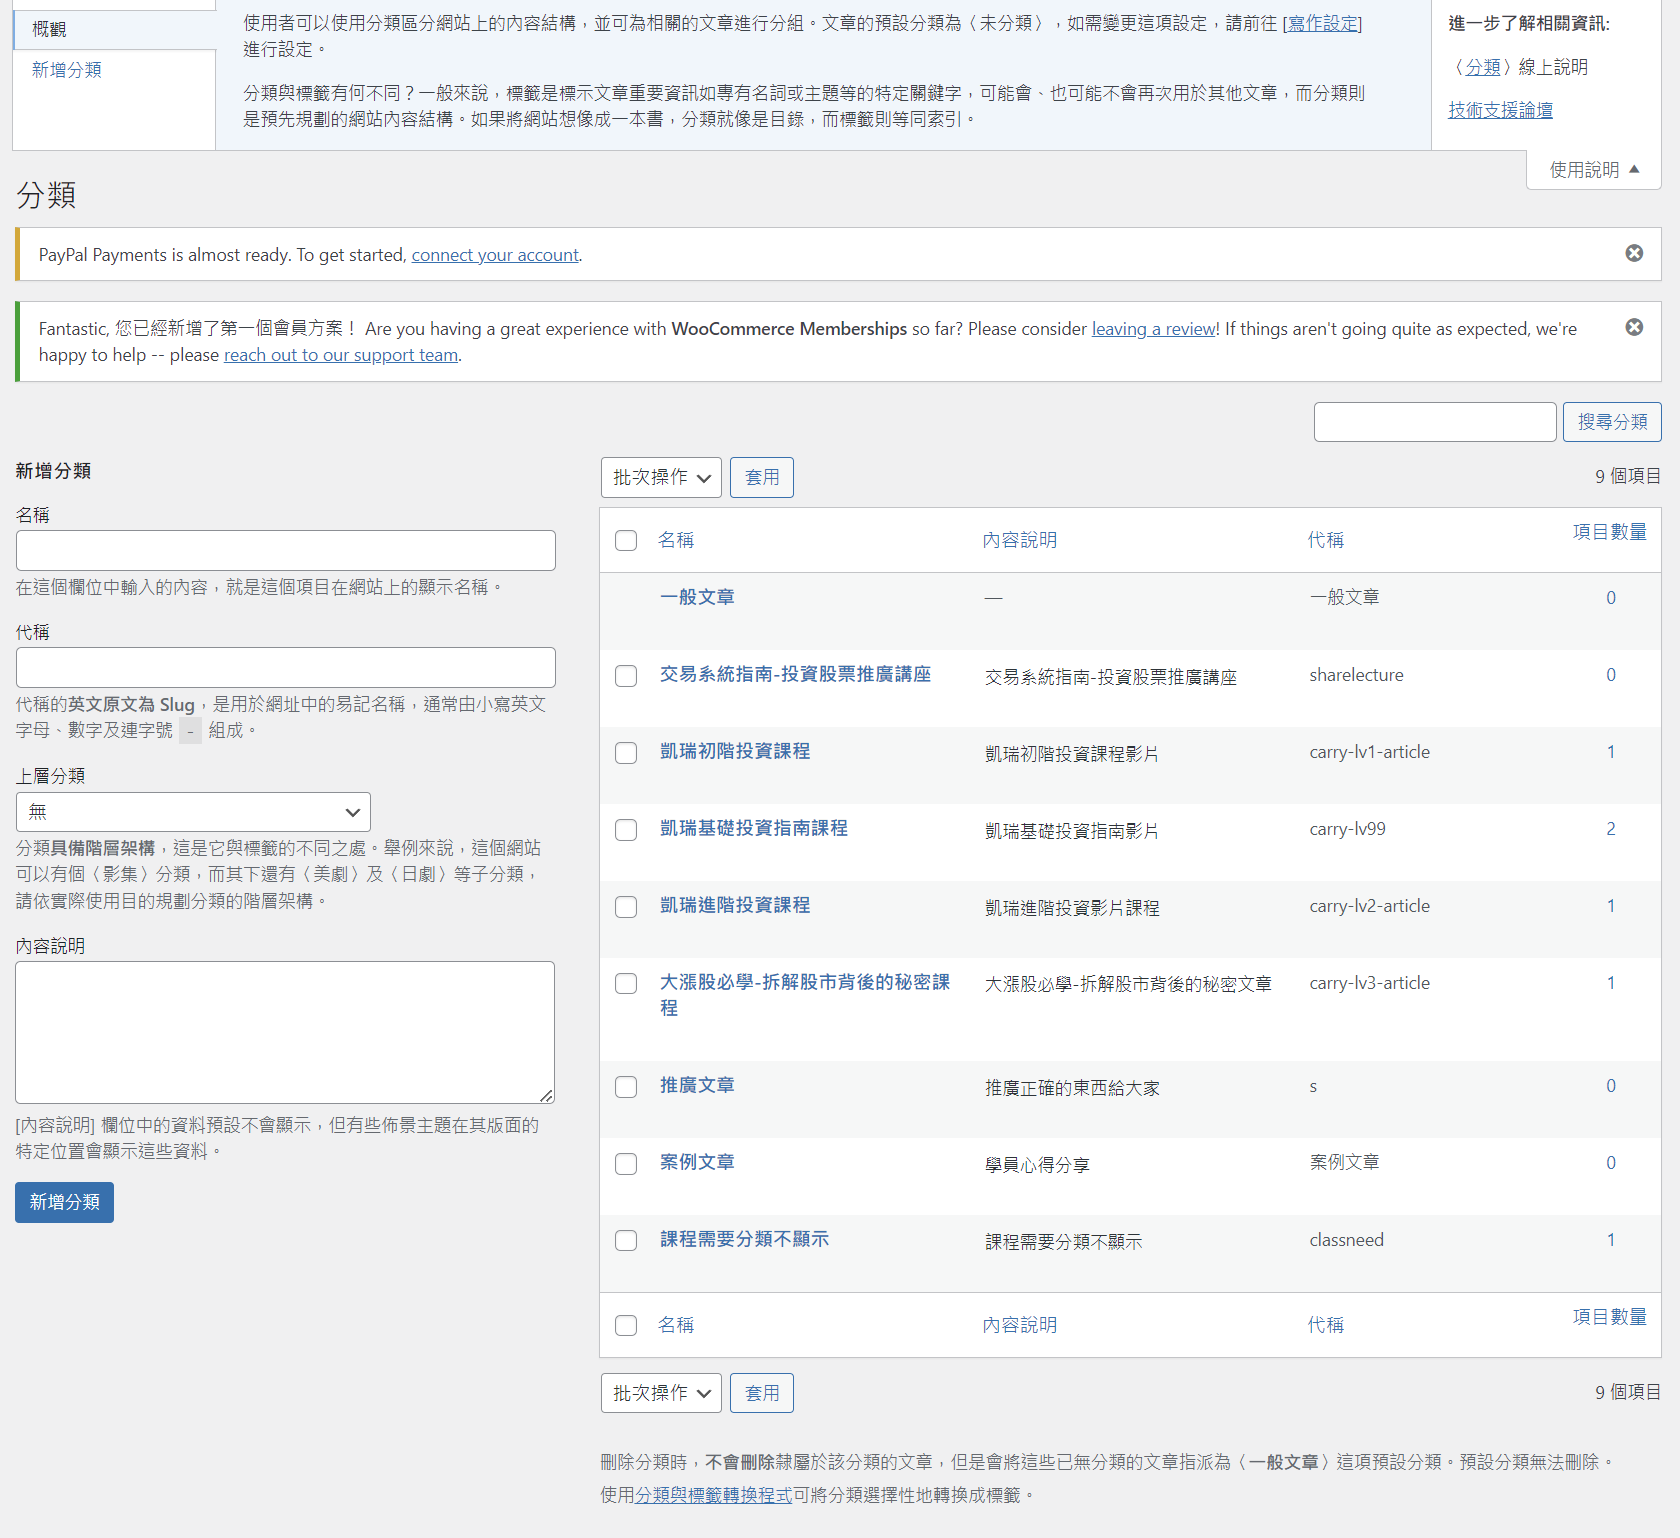 概觀
新增分類
使用者可以使用分類區分網站上的內容結構，並可為相關的文章進行分組。文章的預設分類為〈未分類〉，如需變更這項設定，請前往 [寫作設定]
進行設定。
分類與標籤有何不同？一般來說，標籤是標示文章重要資訊如專有名詞或主題等的特定關鍵字，可能會、也可能不會再次用於其他文章，而分類則
是預先規劃的網站內容結構。如果將網站想像成一本書，分類就像是目錄，而標籤則等同索引。
進一步了解相關資訊:
〈分類〉線上說明
技術支援論壇
使用說明
分類
PayPal Payments is almost ready. To get started, connect your account.
Fantastic, 您已經新增了第一個會員方案！ Are you having a great experience with WooCommerce Memberships so far? Please consider leaving a review! If things aren't going quite as expected, we're
happy to help -- please reach out to our support team.
搜尋分類
新增分類
名稱
在這個欄位中輸入的內容，就是這個項目在網站上的顯示名稱。
代稱
代稱的英文原文為 Slug，是用於網址中的易記名稱，通常由小寫英文
字母、數字及連字號 - 組成。
上層分類
無
分類具備階層架構，這是它與標籤的不同之處。舉例來說，這個網站
可以有個〈影集〉分類，而其下還有〈美劇〉及〈日劇〉等子分類，
請依實際使用目的規劃分類的階層架構。
內容說明
[內容說明] 欄位中的資料預設不會顯示，但有些佈景主題在其版面的
特定位置會顯示這些資料。
新增分類
批次操作 套用 9 個項目
名稱 內容說明 代稱 項目數量
一般文章 — 一般文章 0
交易系統指南-投資股票推廣講座 交易系統指南-投資股票推廣講座 sharelecture 0
凱瑞初階投資課程 凱瑞初階投資課程影片 carry-lv1-article 1
凱瑞基礎投資指南課程 凱瑞基礎投資指南影片 carry-lv99 2
凱瑞進階投資課程 凱瑞進階投資影片課程 carry-lv2-article 1
大漲股必學-拆解股市背後的秘密課 大漲股必學-拆解股市背後的秘密文章 carry-lv3-article 1
程
推廣文章 推廣正確的東西給大家 s 0
案例文章 學員心得分享 案例文章 0
課程需要分類不顯示 課程需要分類不顯示 classneed 1
名稱 內容說明 代稱 項目數量
批次操作 套用 9 個項目
刪除分類時，不會刪除隸屬於該分類的文章，但是會將這些已無分類的文章指派為〈一般文章〉這項預設分類。預設分類無法刪除。
使用分類與標籤轉換程式可將分類選擇性地轉換成標籤。